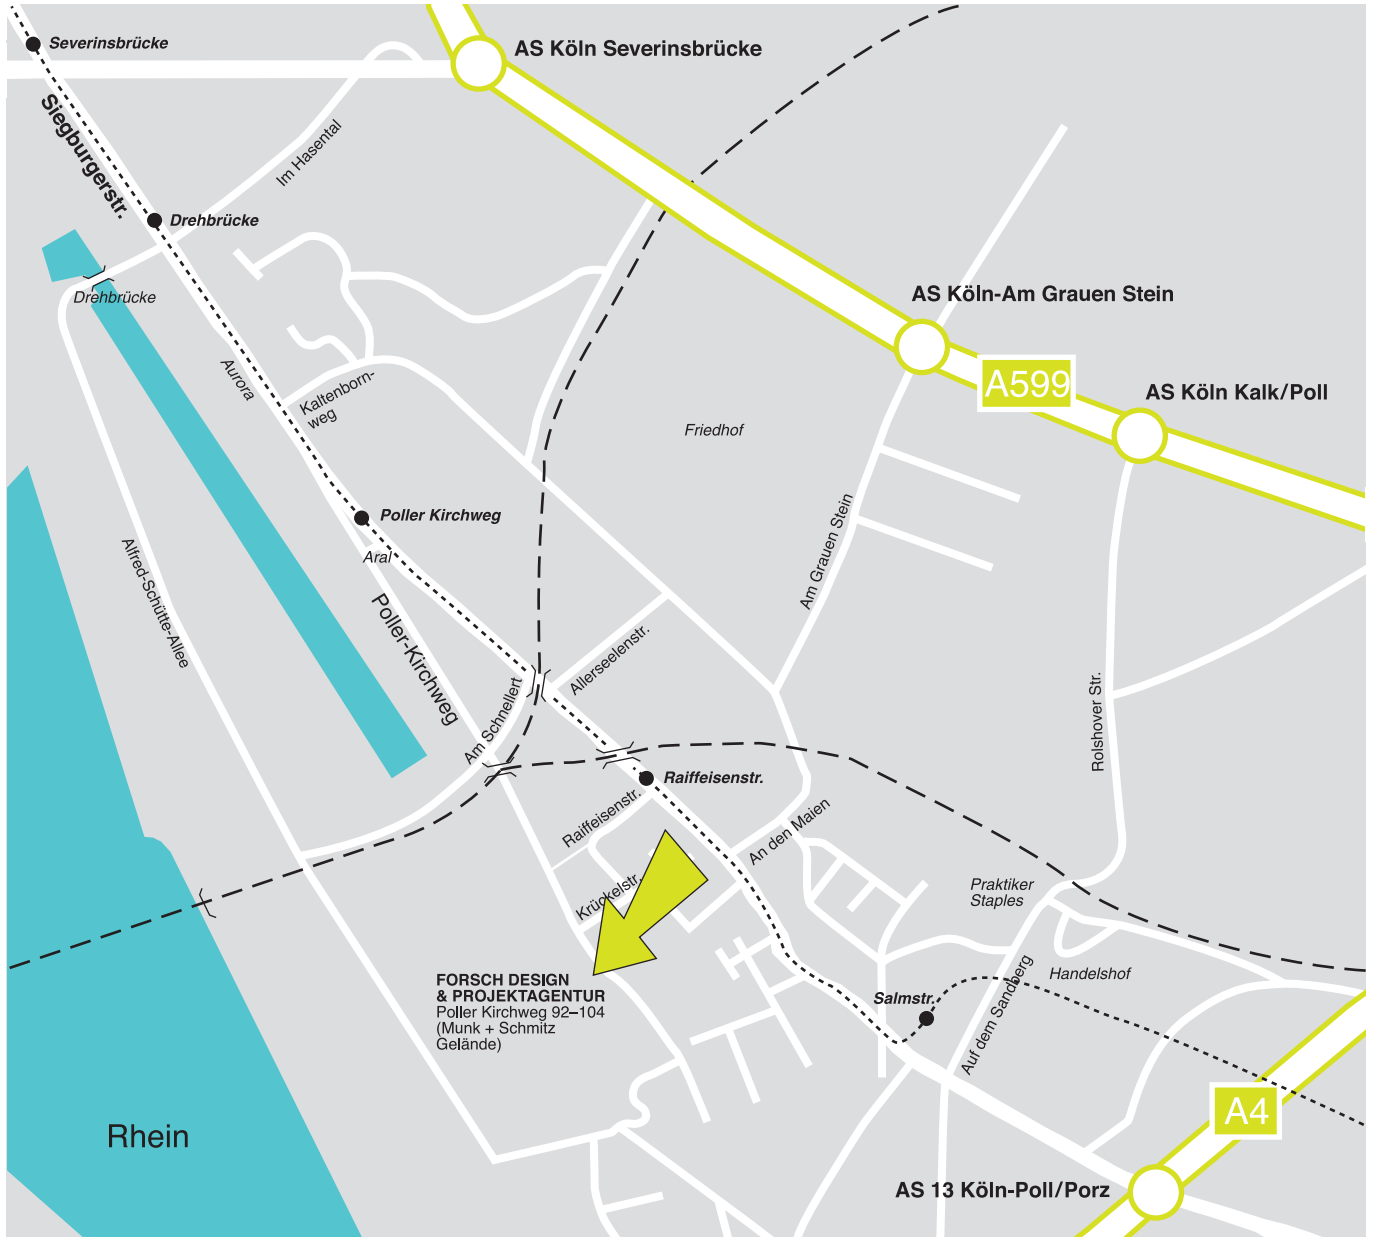 Severinsbrücke
AS Köln Severinsbrücke
Siegburgerstr.
Im Hasental
Drehbrücke
Drehbrücke
AS Köln-Am Grauen Stein
Aurora
Kaltenborn-
weg
A599
AS Köln Kalk/Poll
Friedhof
Poller Kirchweg
Aral
Am Grauen Stein
Alfred-Schütte-Allee
Poller-Kirchweg
Allerseelenstr.
Am Schnellert
Rolshover Str.
Raiffeisenstr.
Raiffeisenstr.
An den Maien
Krückelstr.
Praktiker
Staples
Handelshof
FORSCH DESIGN
& PROJEKTAGENTUR
Poller Kirchweg 92–104
(Munk + Schmitz
Gelände)
Salmstr.
Auf dem Sandberg
Rhein
A4
AS 13 Köln-Poll/Porz